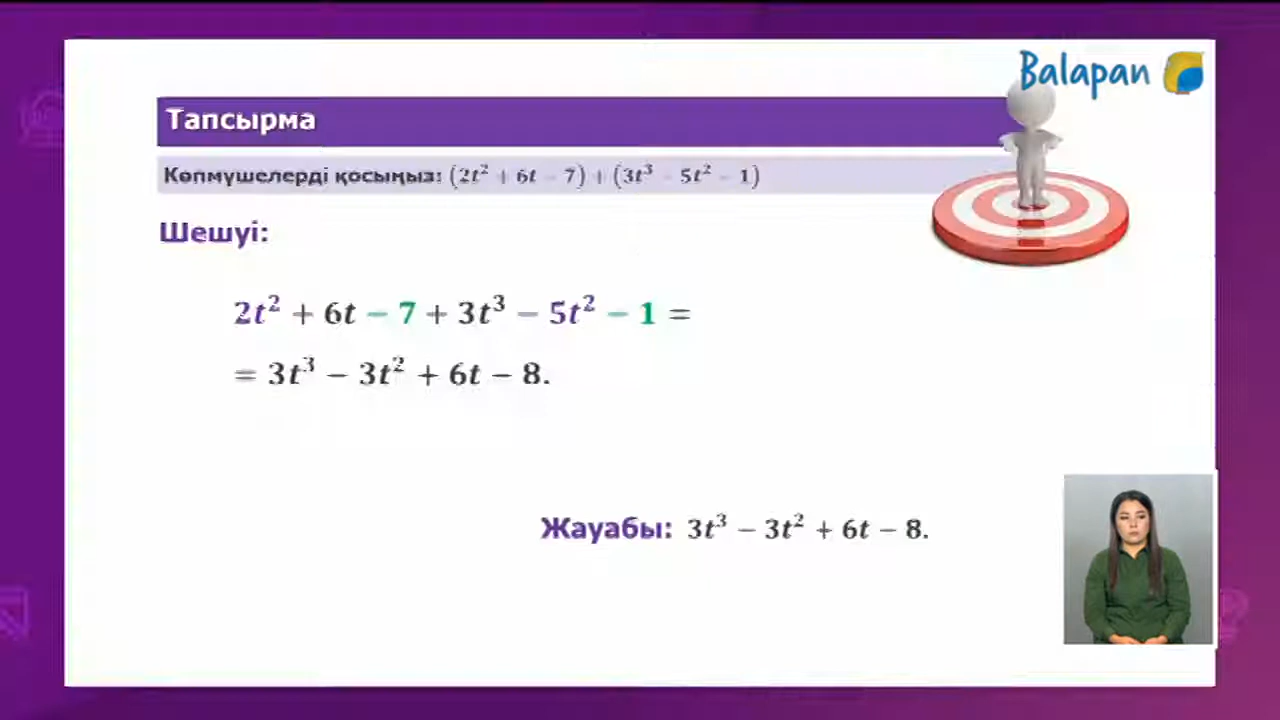 Balapan
Тапсырма
Көпмүшелерді қосыңыз: (2t² + 6t − 7) + (3t³ − 5t² − 1)
Шешуі:
2t² + 6t − 7 + 3t³ − 5t² − 1 =
= 3t³ − 3t² + 6t − 8.
Жауабы: 3t³ − 3t² + 6t − 8.